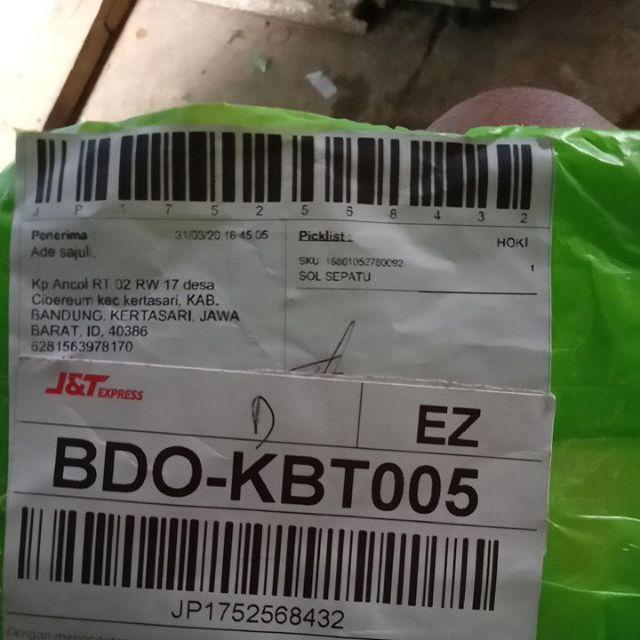 J P 1 7 5 2 5 6 8 4 3 2
Penerima : 31/03/20 16:45:05
Ade sajuli,
Kp Ancol RT 02 RW 17 desa
Cibereum kec kertasari, KAB.
BANDUNG, KERTASARI, JAWA
BARAT, ID, 40386
6281563978170
Picklist : HOKI
SKU 16801052780092 1
SOL SEPATU
J&T EXPRESS
D
EZ
BDO-KBT005
JP1752568432